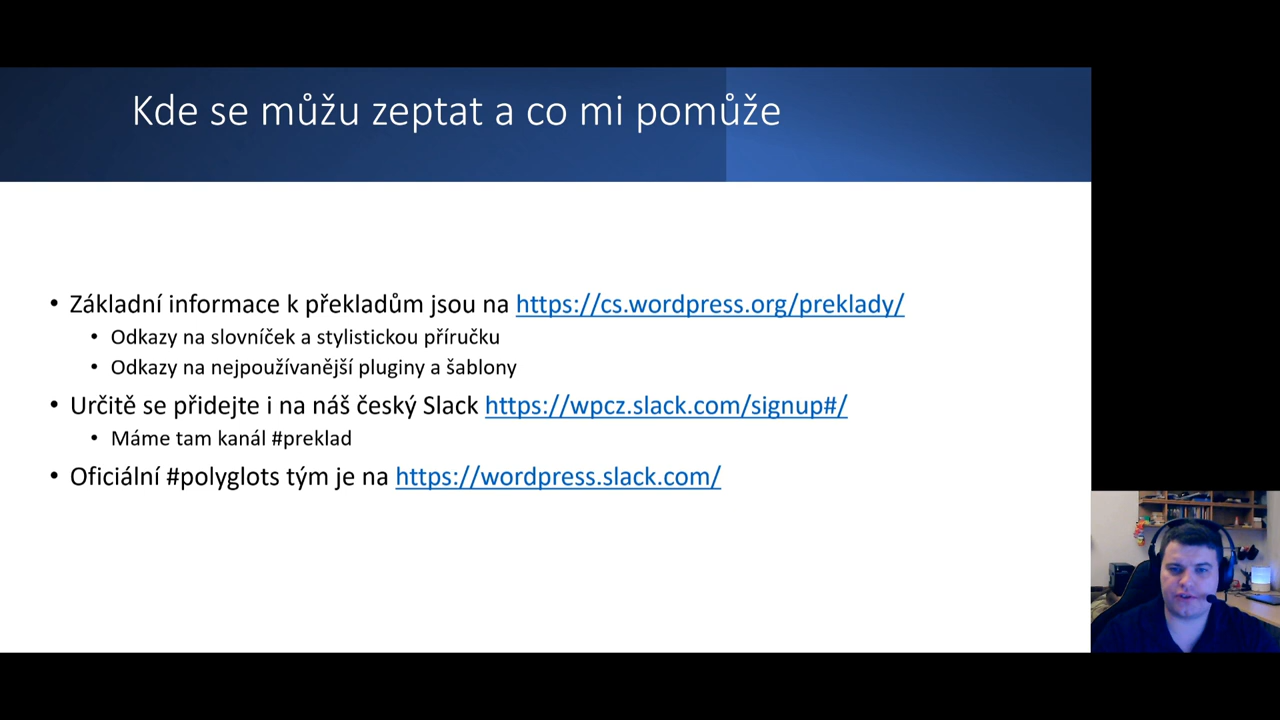 Kde se můžu zeptat a co mi pomůže
• Základní informace k překladům jsou na https://cs.wordpress.org/preklady/
• Odkazy na slovníček a stylistickou příručku
• Odkazy na nejpoužívanější pluginy a šablony
• Určitě se přidejte i na náš český Slack https://wpcz.slack.com/signup#/
• Máme tam kanál #preklad
• Oficiální #polyglots tým je na https://wordpress.slack.com/